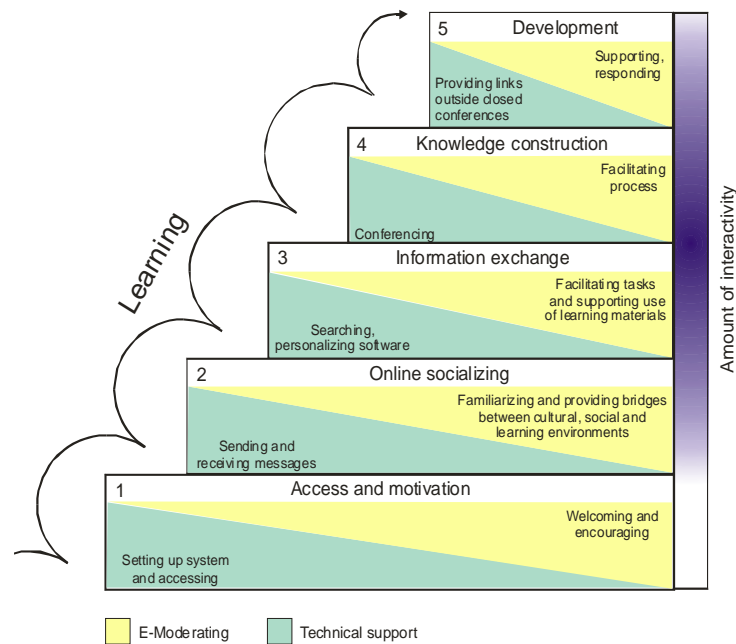 5 Development
Supporting,
responding
Providing links
outside closed
conferences
4 Knowledge construction
Facilitating
process
Conferencing
3 Information exchange
Facilitating tasks
and supporting use
of learning materials
Searching,
personalizing software
2 Online socializing
Familiarizing and providing bridges
between cultural, social and
learning environments
Sending and
receiving messages
1 Access and motivation
Welcoming and
encouraging
Setting up system
and accessing
Learning
Amount of interactivity
E-Moderating
Technical support